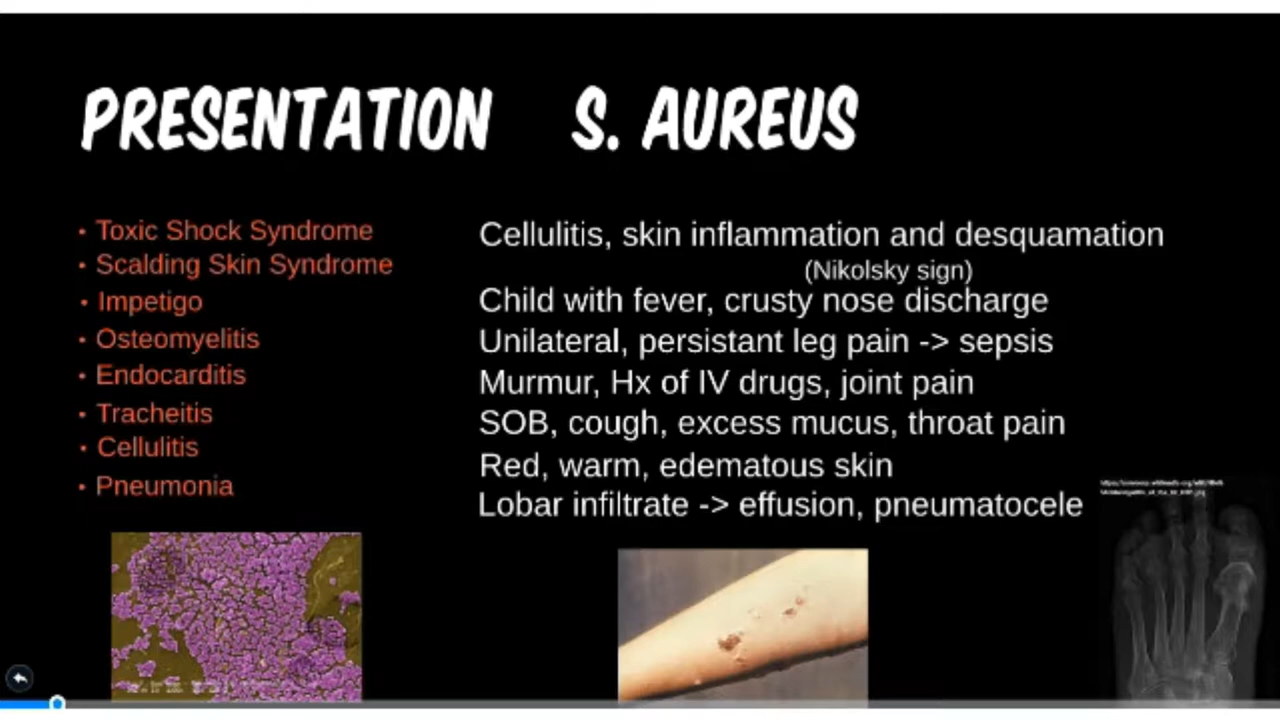 PRESENTATION S. AUREUS
• Toxic Shock Syndrome
• Scalding Skin Syndrome
• Impetigo
• Osteomyelitis
• Endocarditis
• Tracheitis
• Cellulitis
• Pneumonia
Cellulitis, skin inflammation and desquamation
(Nikolsky sign)
Child with fever, crusty nose discharge
Unilateral, persistant leg pain -> sepsis
Murmur, Hx of IV drugs, joint pain
SOB, cough, excess mucus, throat pain
Red, warm, edematous skin
Lobar infiltrate -> effusion, pneumatocele